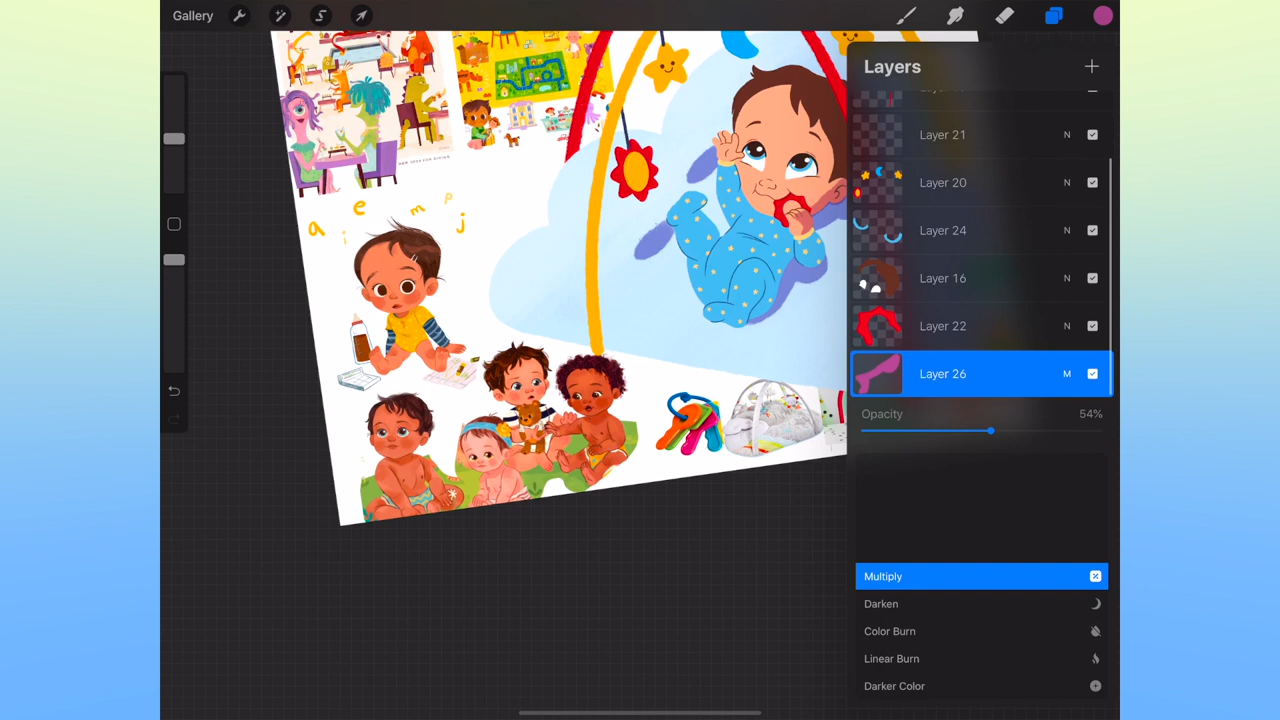 Gallery
Layers
Layer 21 N
Layer 20 N
Layer 24 N
Layer 16 N
Layer 22 N
Layer 26 M
Opacity 54%
Multiply
Darken
Color Burn
Linear Burn
Darker Color
a e i m p j